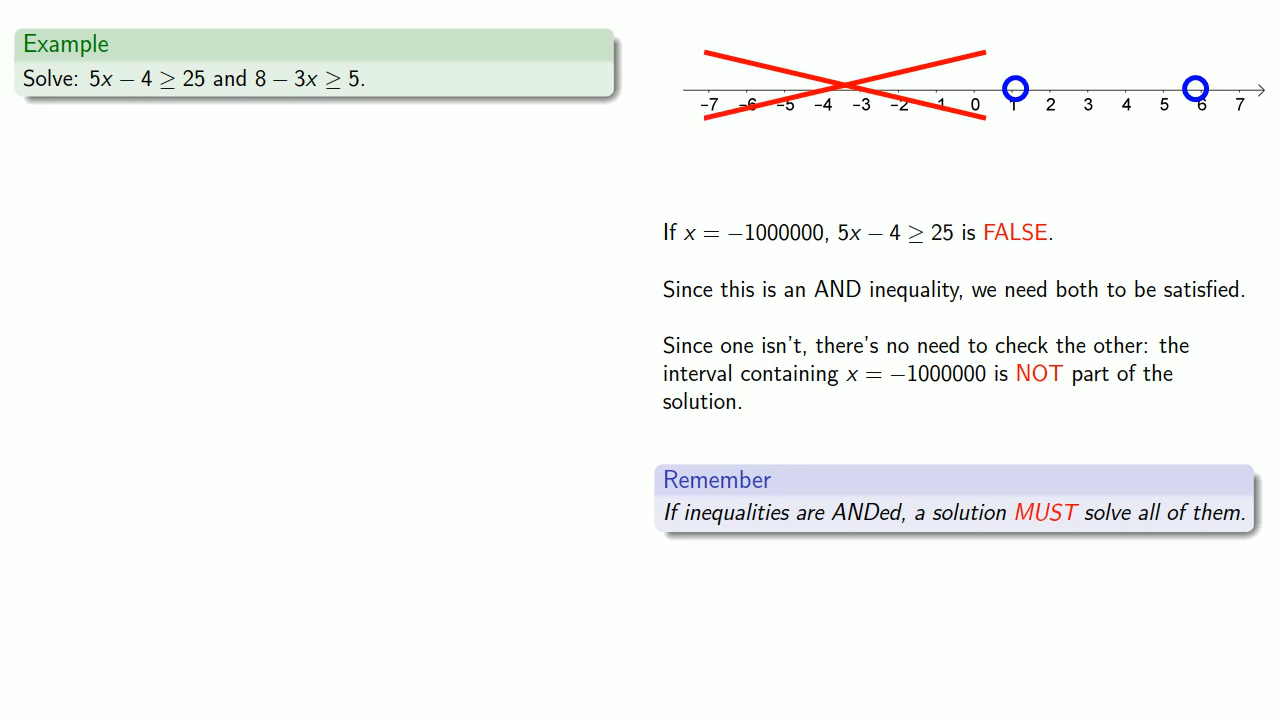 Example
Solve: 5x − 4 ≥ 25 and 8 − 3x ≥ 5.
-7 -6 -5 -4 -3 -2 -1 0 1 2 3 4 5 6 7
If x = −1000000, 5x − 4 ≥ 25 is FALSE.
Since this is an AND inequality, we need both to be satisfied.
Since one isn't, there's no need to check the other: the
interval containing x = −1000000 is NOT part of the
solution.
Remember
If inequalities are ANDed, a solution MUST solve all of them.